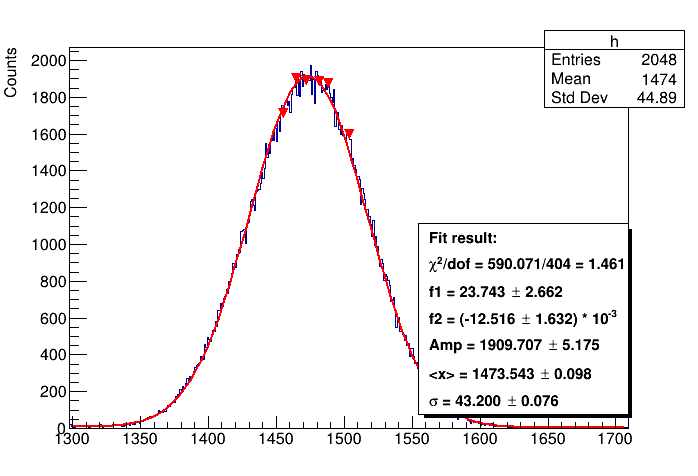 h
Entries 2048
Mean 1474
Std Dev 44.89
Counts
2000
1800
1600
1400
1200
1000
800
600
400
200
0
Fit result:
χ²/dof = 590.071/404 = 1.461
f1 = 23.743 ± 2.662
f2 = (-12.516 ± 1.632) * 10⁻³
Amp = 1909.707 ± 5.175
<x> = 1473.543 ± 0.098
σ = 43.200 ± 0.076
1300 1350 1400 1450 1500 1550 1600 1650 1700